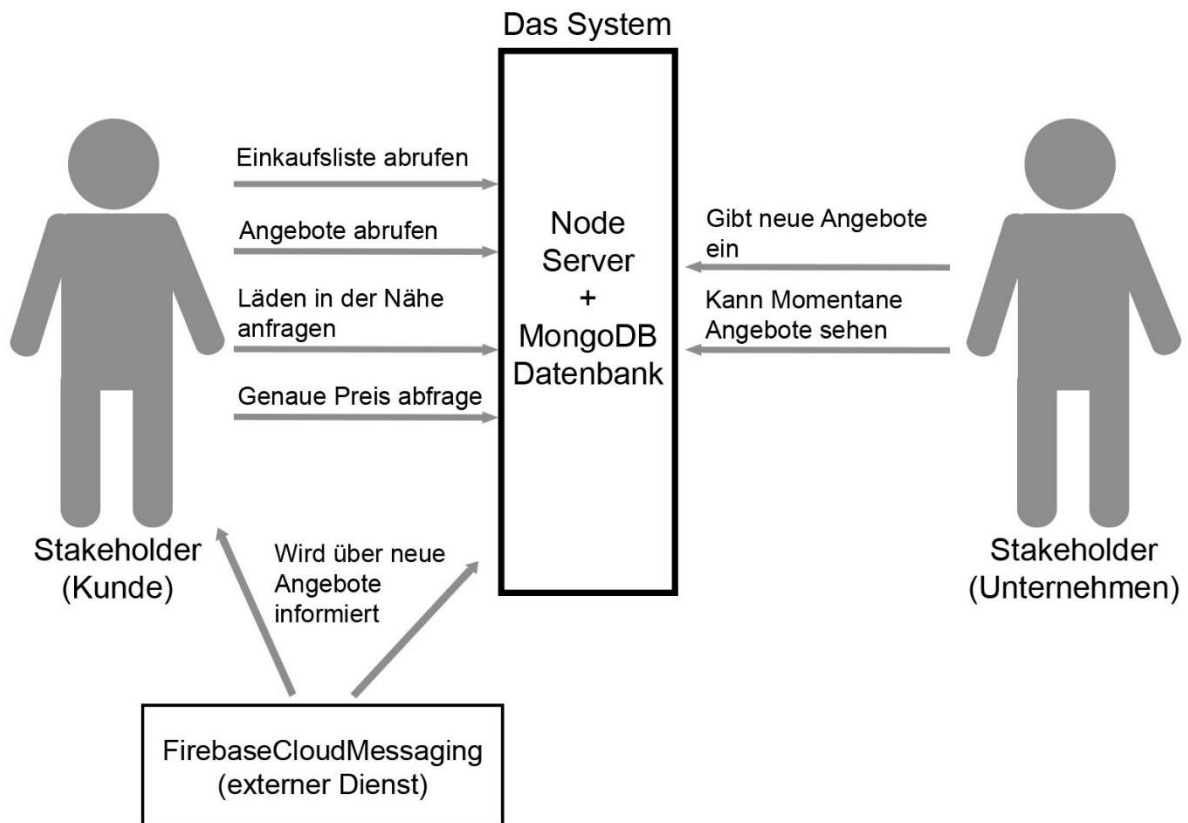 Das System
Einkaufsliste abrufen
Angebote abrufen
Läden in der Nähe
anfragen
Genaue Preis abfrage
Node
Server
+
MongoDB
Datenbank
Gibt neue Angebote
ein
Kann Momentane
Angebote sehen
Stakeholder
(Kunde)
Wird über neue
Angebote
informiert
Stakeholder
(Unternehmen)
FirebaseCloudMessaging
(externer Dienst)